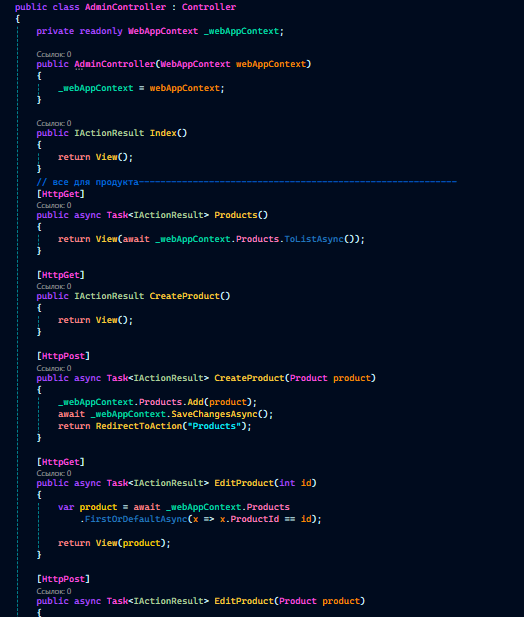 public class AdminController : Controller
{
private readonly WebAppContext _webAppContext;
Ссылок: 0
public AdminController(WebAppContext webAppContext)
{
_webAppContext = webAppContext;
}
Ссылок: 0
public IActionResult Index()
{
return View();
}
// все для продукта-----------------------------------------------------------
[HttpGet]
Ссылок: 0
public async Task<IActionResult> Products()
{
return View(await _webAppContext.Products.ToListAsync());
}
[HttpGet]
Ссылок: 0
public IActionResult CreateProduct()
{
return View();
}
[HttpPost]
Ссылок: 0
public async Task<IActionResult> CreateProduct(Product product)
{
_webAppContext.Products.Add(product);
await _webAppContext.SaveChangesAsync();
return RedirectToAction("Products");
}
[HttpGet]
Ссылок: 0
public async Task<IActionResult> EditProduct(int id)
{
var product = await _webAppContext.Products
.FirstOrDefaultAsync(x => x.ProductId == id);
return View(product);
}
[HttpPost]
Ссылок: 0
public async Task<IActionResult> EditProduct(Product product)
{